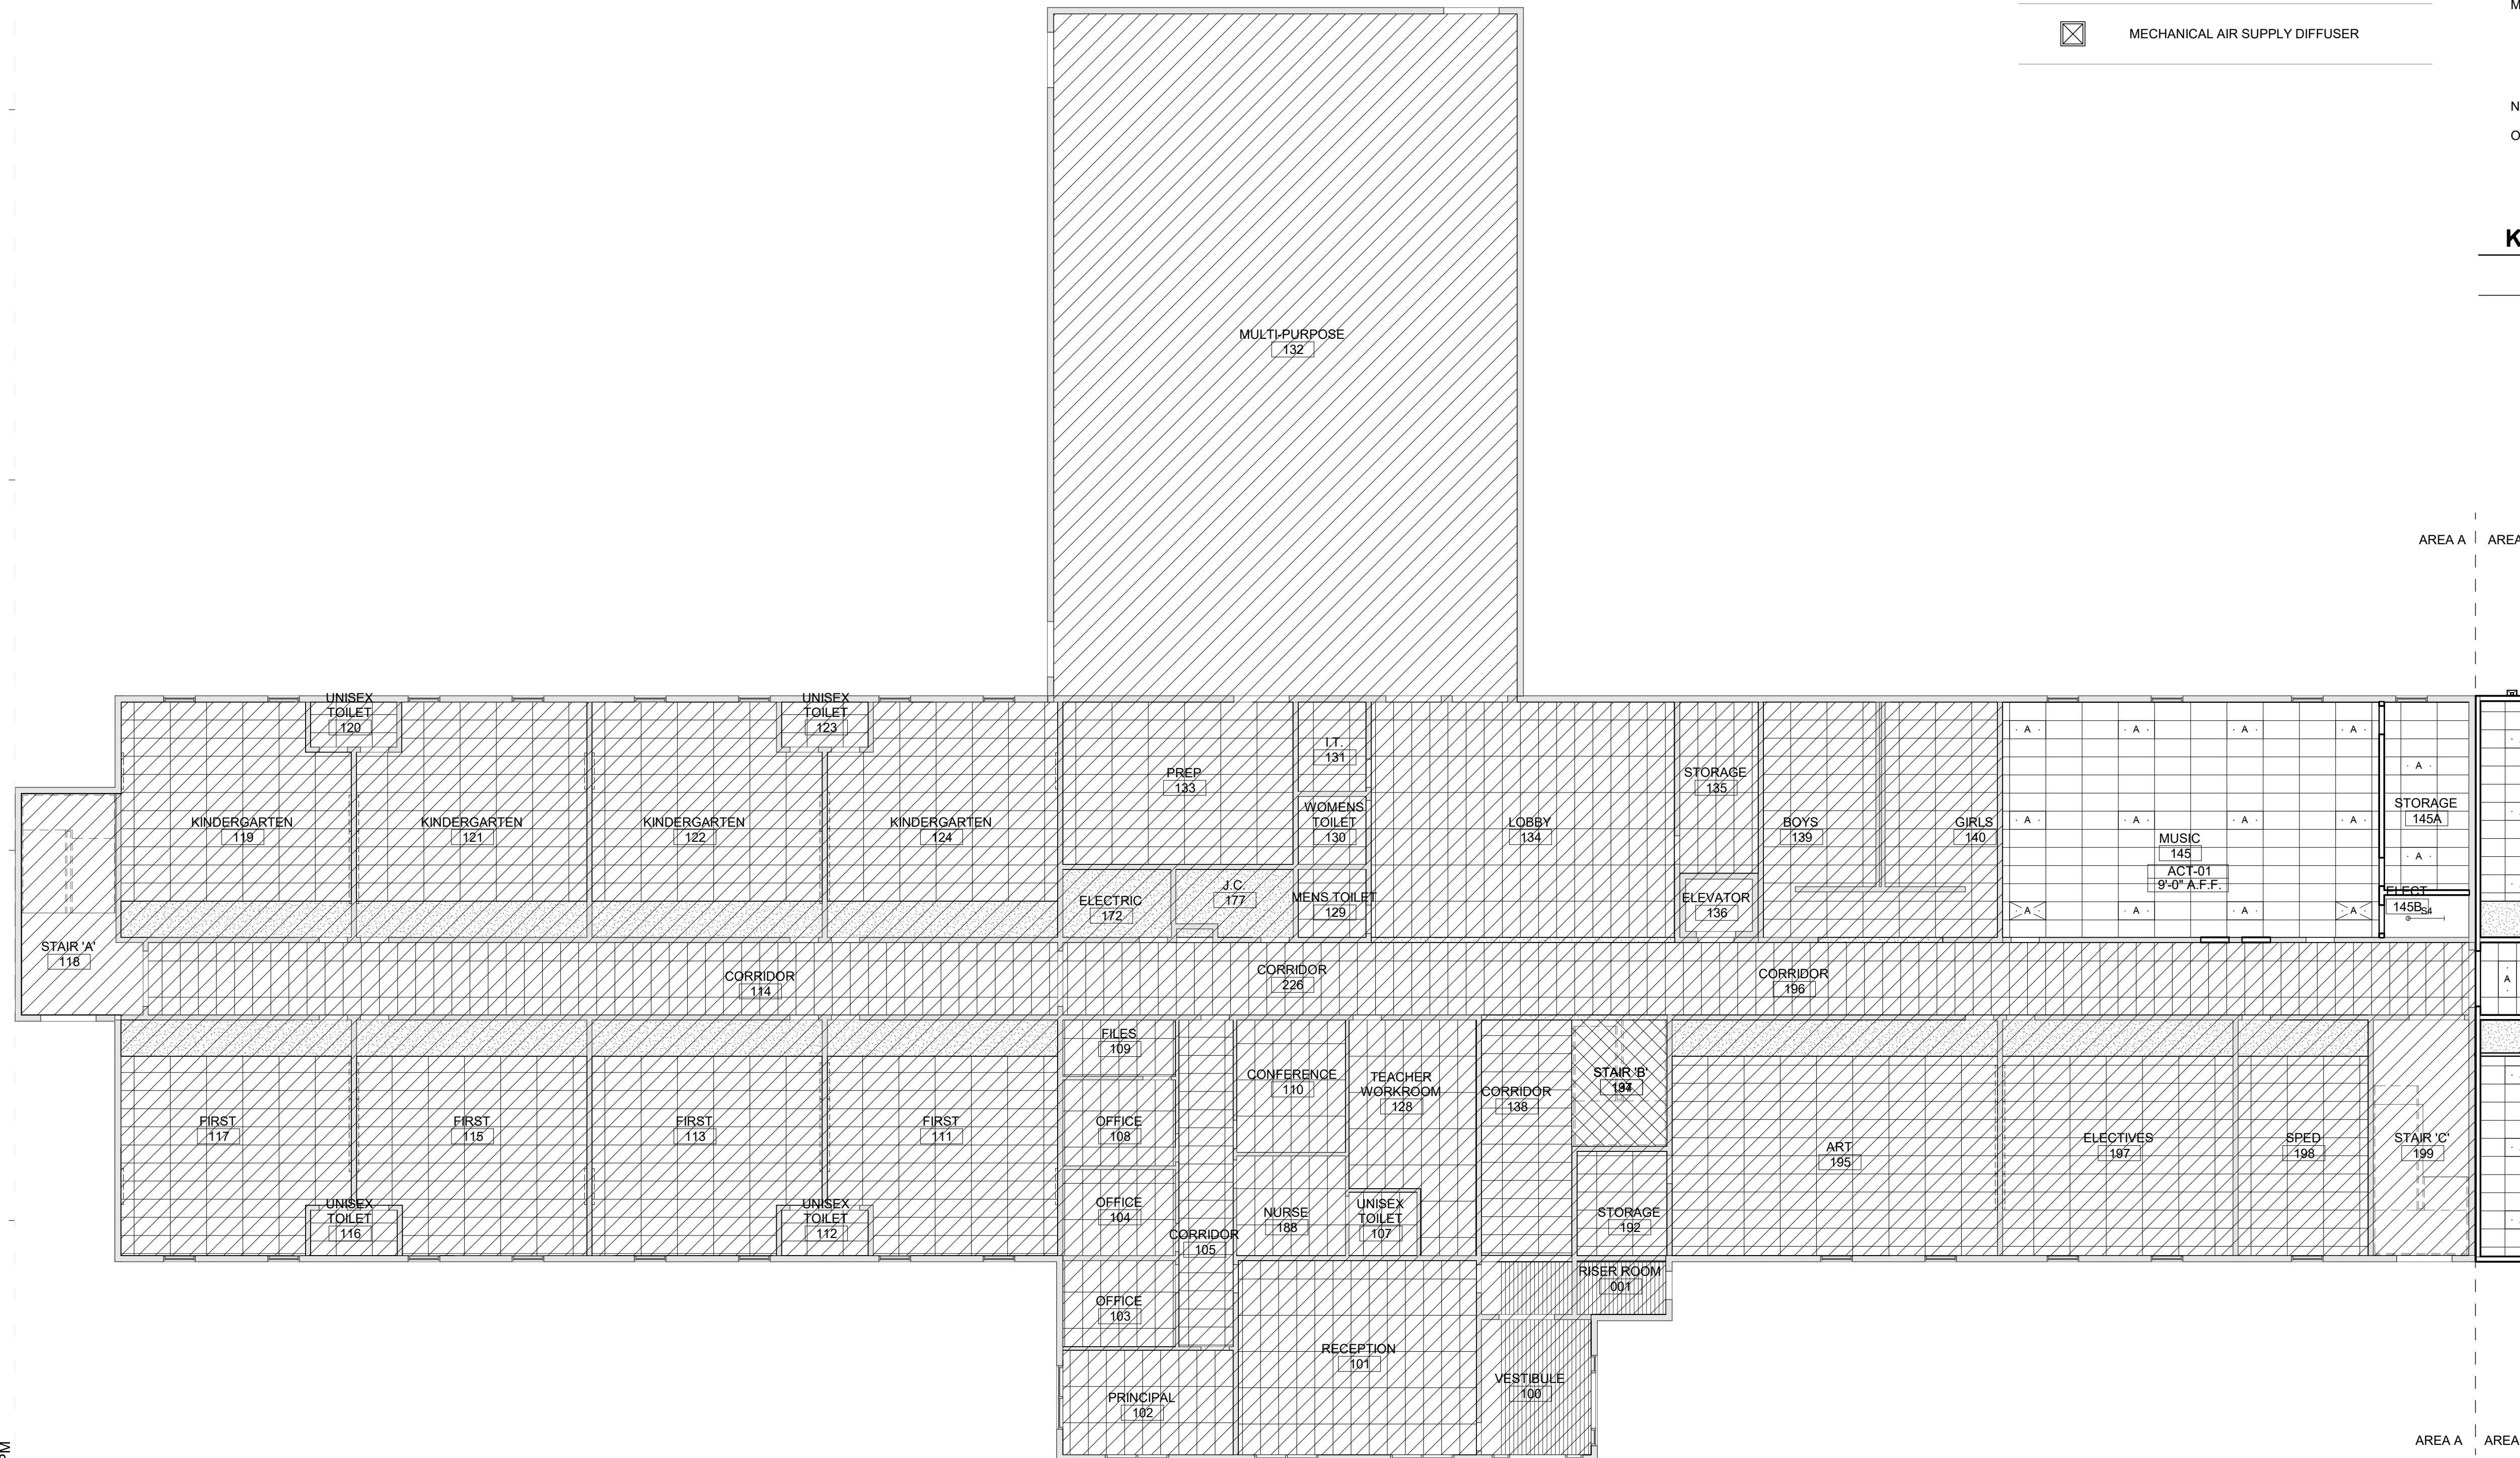 M
MECHANICAL AIR SUPPLY DIFFUSER
N
O
K
MULTI-PURPOSE
132
AREA A
AREA
UNISEX
TOILET
120
UNISEX
TOILET
123
KINDERGARTEN
119
KINDERGARTEN
121
KINDERGARTEN
122
KINDERGARTEN
124
PREP
133
I.T.
131
WOMENS
TOILET
130
MENS TOILET
129
ELECTRIC
172
J.C.
177
LOBBY
134
STORAGE
135
ELEVATOR
136
BOYS
139
GIRLS
140
A A A A
A A A A
A A A A
MUSIC
145
ACT-01
9'-0" A.F.F.
A
STORAGE
145A
A
ELECT
145B
S4
STAIR 'A'
118
CORRIDOR
114
CORRIDOR
226
CORRIDOR
196
A
FIRST
117
FIRST
115
FIRST
113
FIRST
111
UNISEX
TOILET
116
UNISEX
TOILET
112
FILES
109
OFFICE
108
OFFICE
104
OFFICE
103
CORRIDOR
105
PRINCIPAL
102
CONFERENCE
110
NURSE
188
TEACHER
WORKROOM
128
UNISEX
TOILET
107
RECEPTION
101
CORRIDOR
138
STAIR 'B'
STORAGE
192
RISER ROOM
001
VESTIBULE
100
ART
195
ELECTIVES
197
SPED
198
STAIR 'C'
199
AREA A
AREA
PM